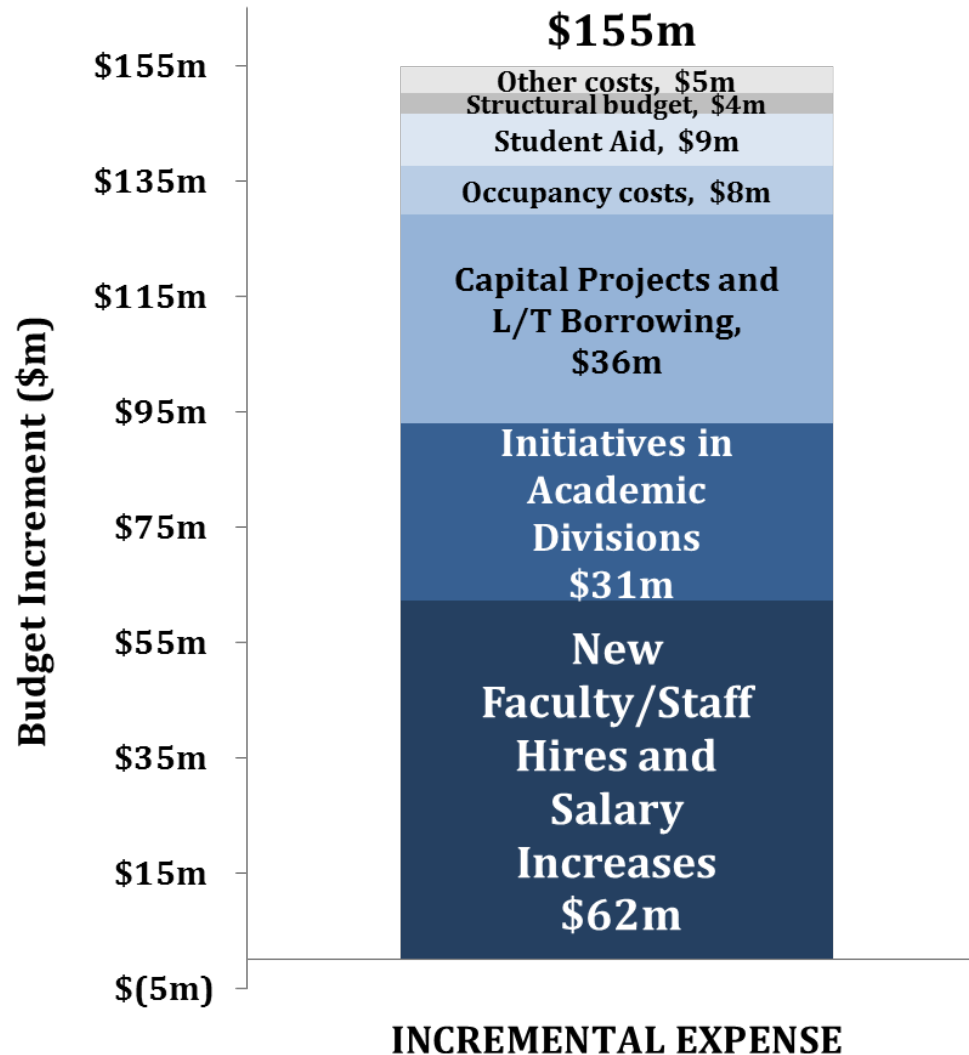 $155m
$155m
Other costs, $5m
Structural budget, $4m
Student Aid, $9m
$135m
Occupancy costs, $8m
$115m
Capital Projects and
L/T Borrowing,
$36m
$95m
Initiatives in
Academic
Divisions
$31m
$75m
$55m
New
Faculty/Staff
Hires and
Salary
Increases
$62m
$35m
$15m
$(5m)
Budget Increment ($m)
INCREMENTAL EXPENSE